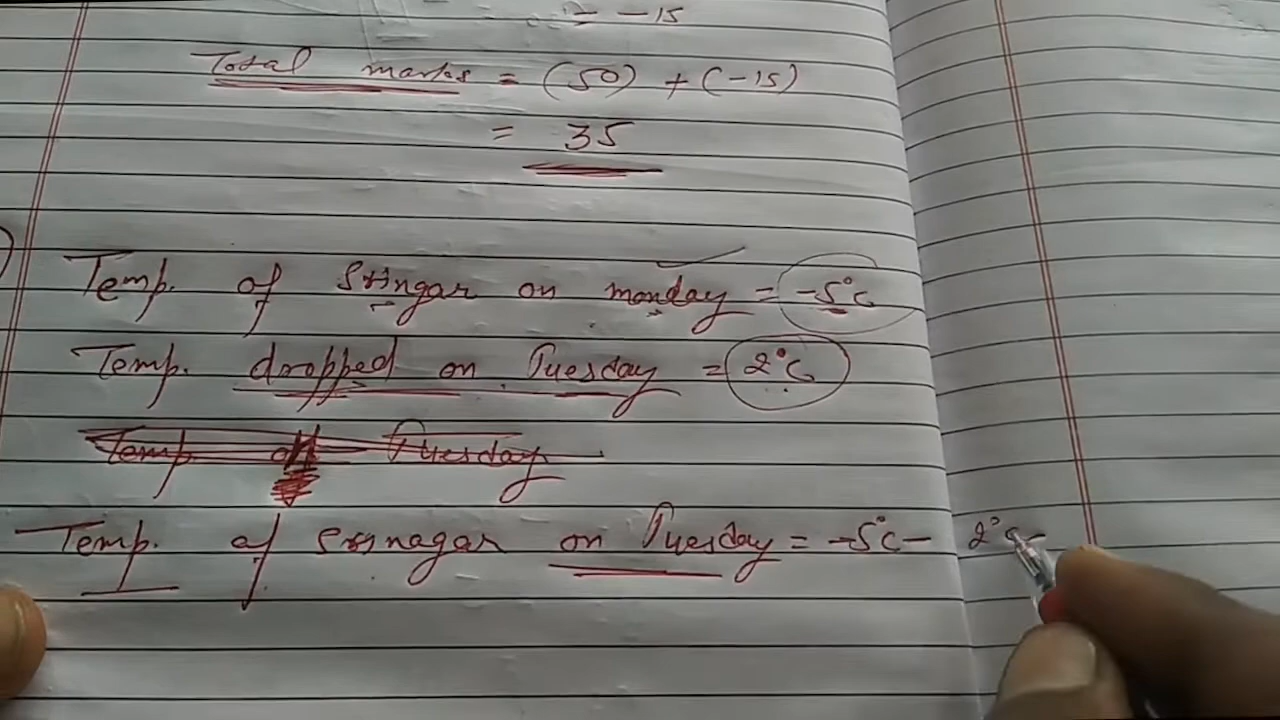 = -15
Total marks = (50) + (-15)
= 35
Temp. of Sringar on monday = -5°C
Temp. dropped on Tuesday = 2°C
Temp. of Tuesday
Temp. of Srinagar on Tuesday = -5°C - 2°C